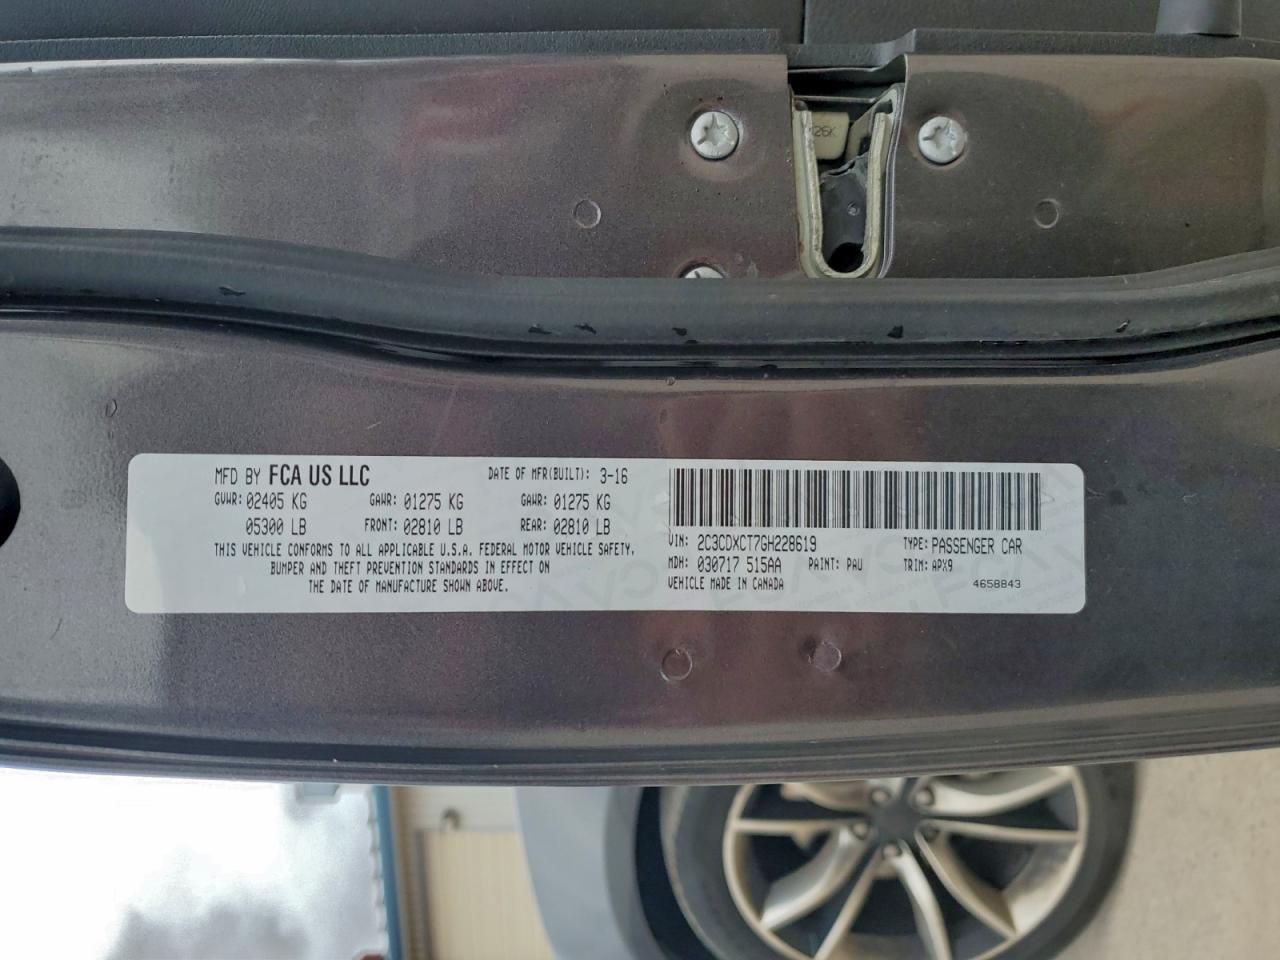 26K
MFD BY FCA US LLC DATE OF MFR(BUILT): 3-16
GVWR: 02405 KG GAWR: 01275 KG GAWR: 01275 KG
05300 LB FRONT: 02810 LB REAR: 02810 LB
THIS VEHICLE CONFORMS TO ALL APPLICABLE U.S.A. FEDERAL MOTOR VEHICLE SAFETY,
BUMPER AND THEFT PREVENTION STANDARDS IN EFFECT ON
THE DATE OF MANUFACTURE SHOWN ABOVE.
VIN: 2C3CDXCT7GH228619 TYPE: PASSENGER CAR
MDH: 030717 515AA PAINT: PAU TRIM: APX9
VEHICLE MADE IN CANADA 4658843